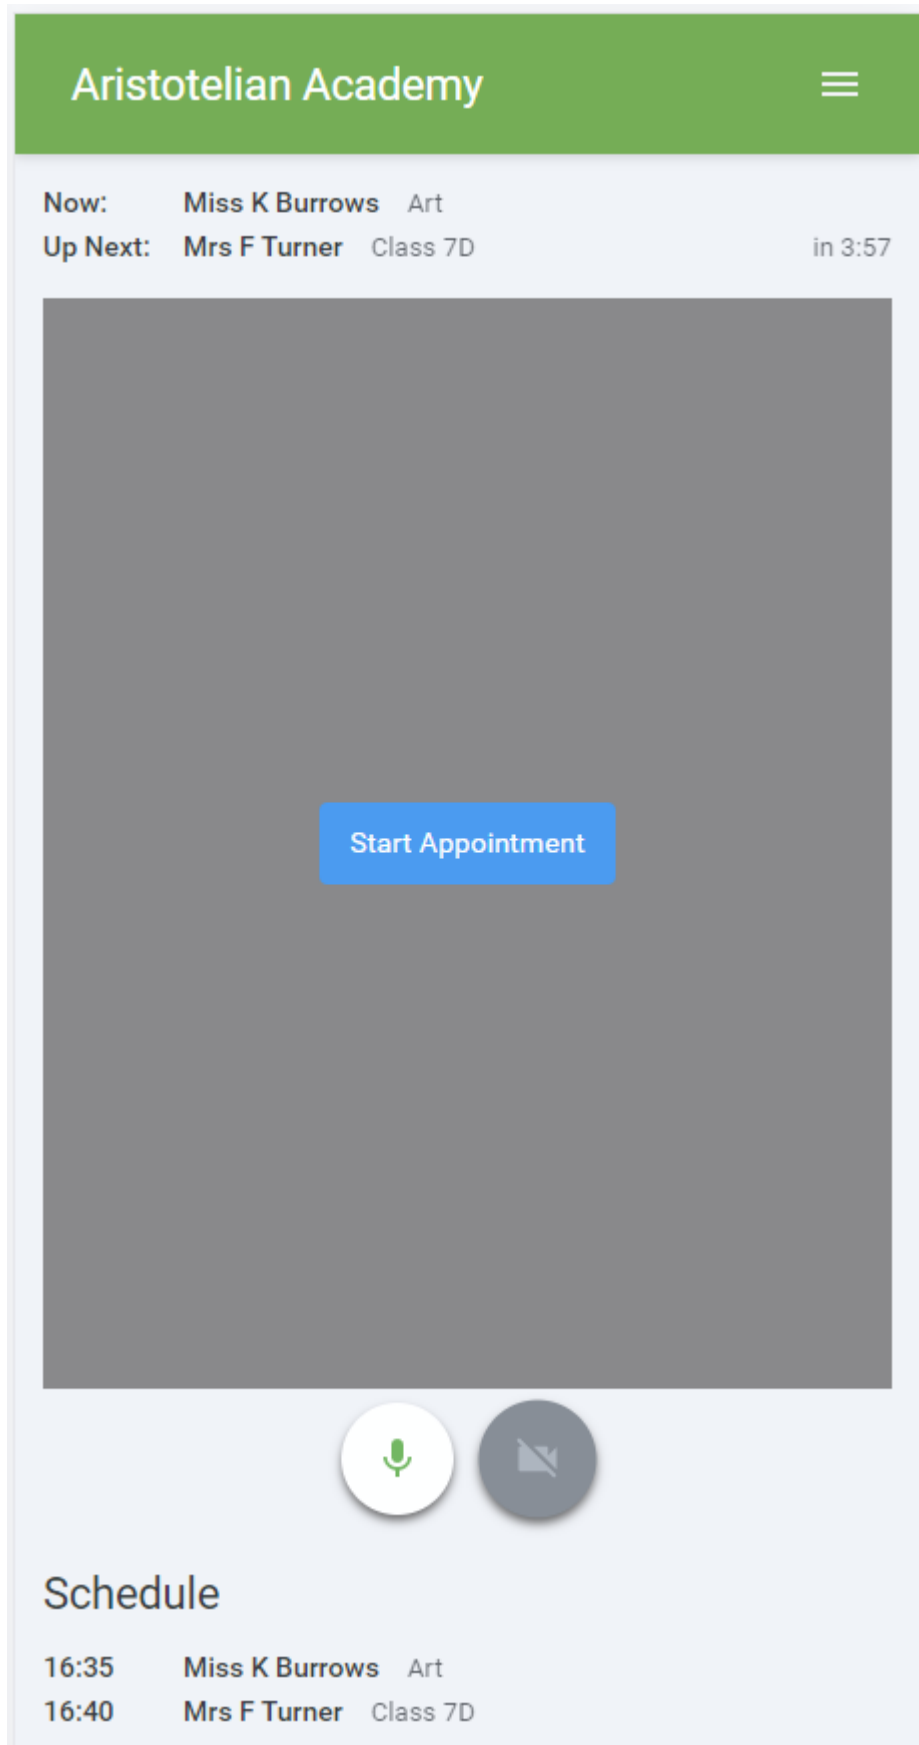 Aristotelian Academy
Now: Miss K Burrows Art
Up Next: Mrs F Turner Class 7D in 3:57
Start Appointment
Schedule
16:35 Miss K Burrows Art
16:40 Mrs F Turner Class 7D